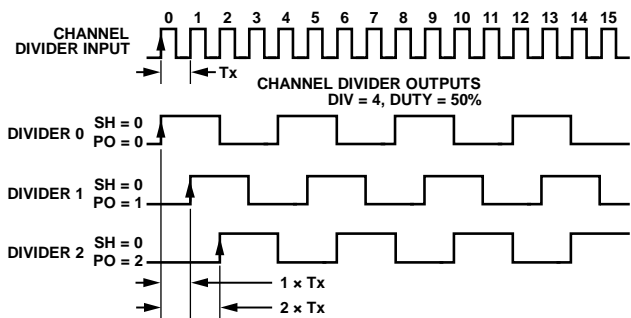 0 1 2 3 4 5 6 7 8 9 10 11 12 13 14 15
CHANNEL
DIVIDER INPUT
Tx
CHANNEL DIVIDER OUTPUTS
DIV = 4, DUTY = 50%
DIVIDER 0 SH = 0
PO = 0
DIVIDER 1 SH = 0
PO = 1
DIVIDER 2 SH = 0
PO = 2
1 × Tx
2 × Tx